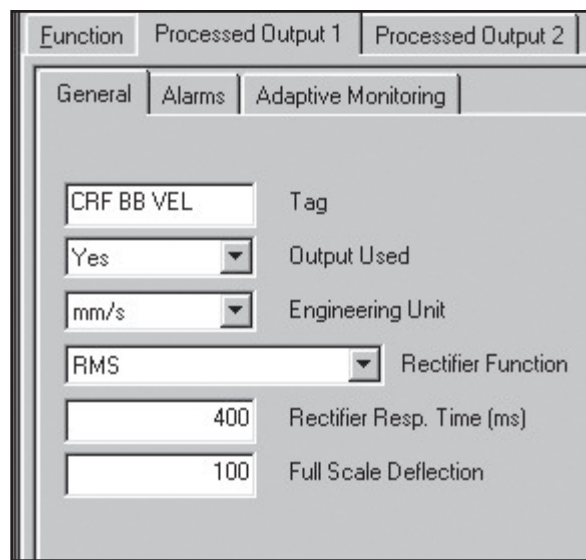 Function Processed Output 1 Processed Output 2
General Alarms Adaptive Monitoring
CRF BB VEL Tag
Yes Output Used
mm/s Engineering Unit
RMS Rectifier Function
400 Rectifier Resp. Time (ms)
100 Full Scale Deflection